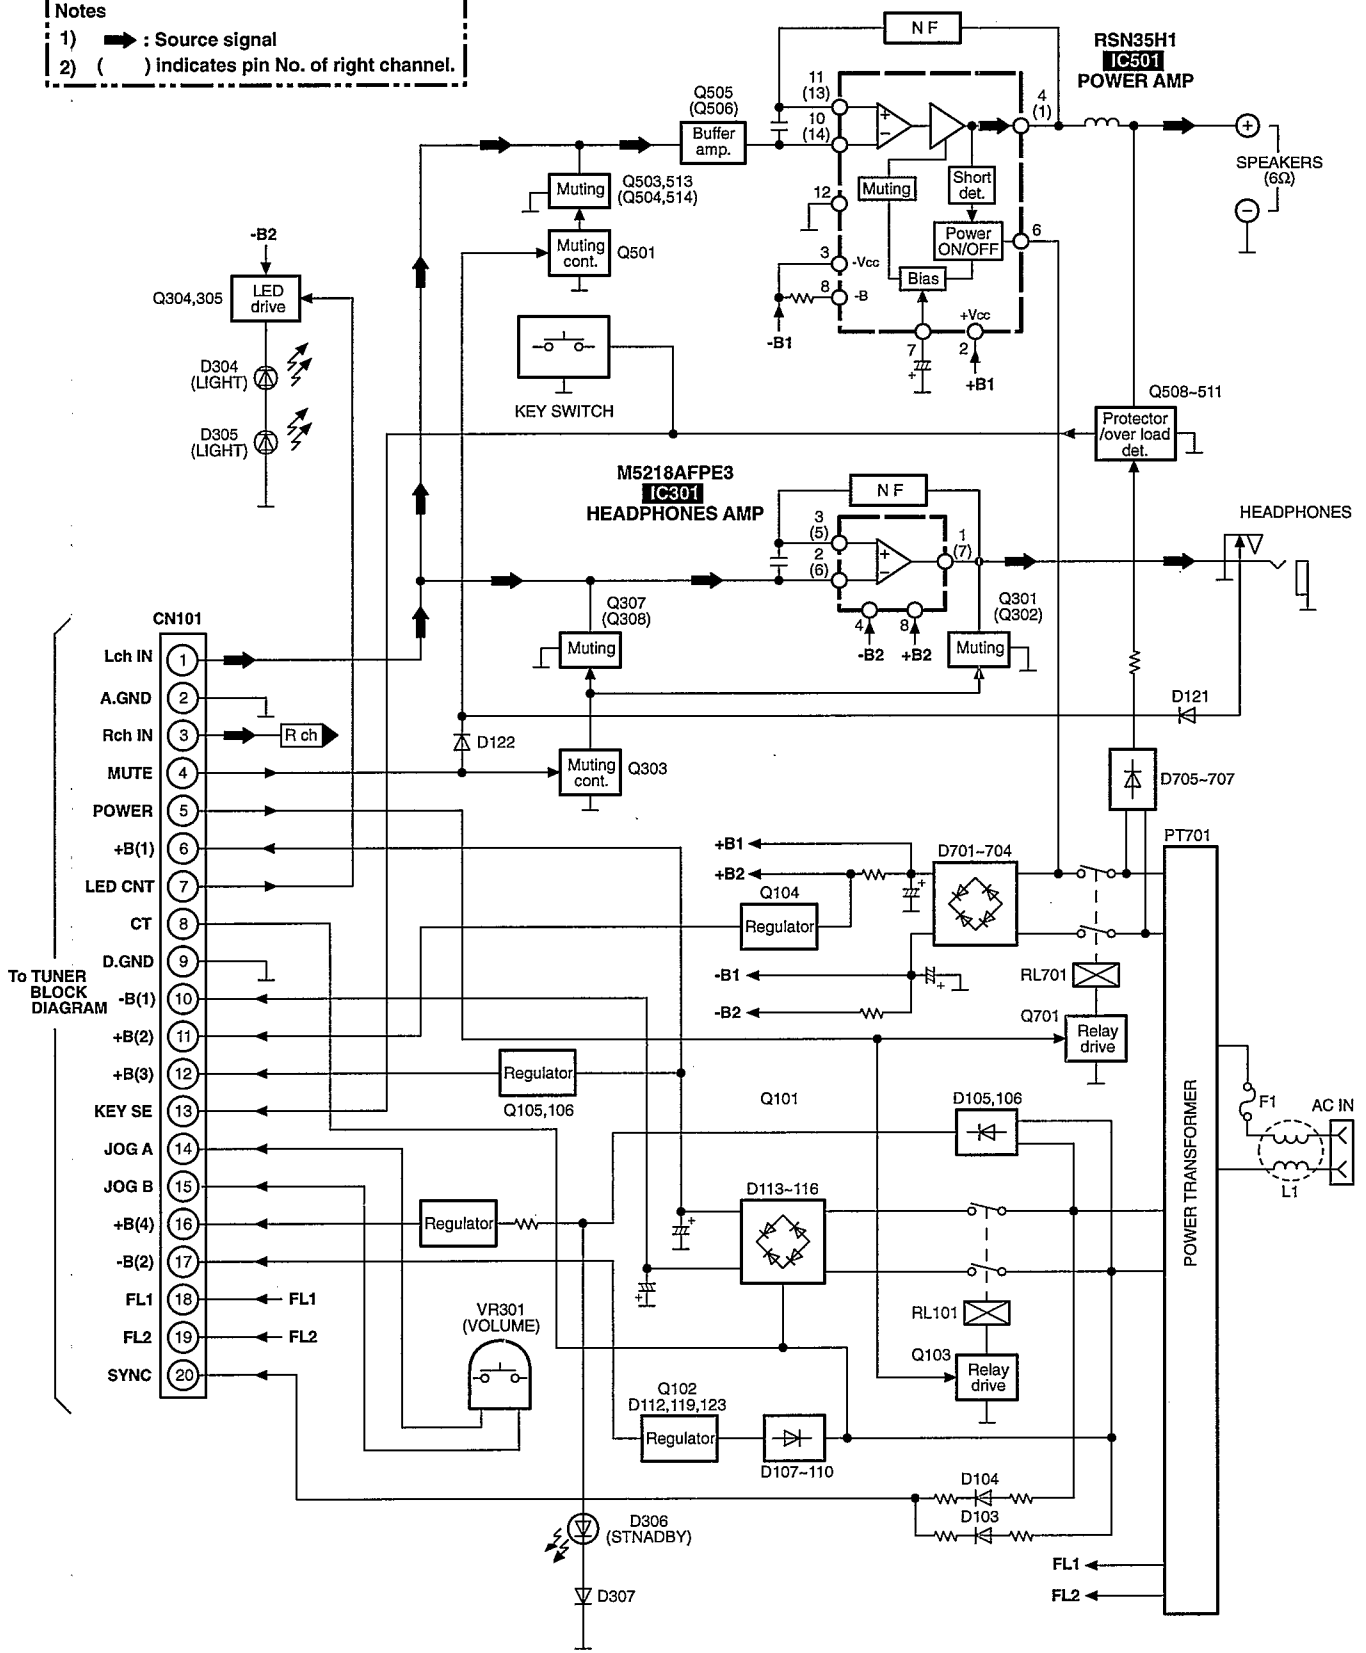 Notes
1) : Source signal
2) ( ) indicates pin No. of right channel.
NF
RSN35H1
IC501
POWER AMP
Q505
(Q506)
Buffer
amp.
11
(13)
10
(14)
+
−
4
(1)
+
SPEAKERS
(6Ω)
−
Muting
Q503,513
(Q504,514)
Muting
Short
det.
12
Power
ON/OFF
6
Muting
cont.
Q501
3
-Vcc
8
-B
Bias
-B1
+Vcc
7
2
+
+B1
-B2
Q304,305
LED
drive
D304
(LIGHT)
D305
(LIGHT)
KEY SWITCH
Q508~511
Protector
/over load
det.
M5218AFPE3
IC301
HEADPHONES AMP
NF
3
(5)
2
(6)
+
−
1
(7)
HEADPHONES
4
8
-B2
+B2
Q301
(Q302)
Muting
Q307
(Q308)
Muting
D121
D122
Muting
cont.
Q303
D705~707
CN101
Lch IN 1
A.GND 2
Rch IN 3 R ch
MUTE 4
POWER 5
+B(1) 6
LED CNT 7
CT 8
D.GND 9
-B(1) 10
+B(2) 11
+B(3) 12
KEY SE 13
JOG A 14
JOG B 15
+B(4) 16
-B(2) 17
FL1 18 FL1
FL2 19 FL2
SYNC 20
To TUNER
BLOCK
DIAGRAM
+B1
+B2
D701~704
PT701
Q104
Regulator
+
-B1
+
-B2
RL701
Q701
Relay
drive
Regulator
Q105,106
Q101
D105,106
POWER TRANSFORMER
F1
AC IN
L1
Regulator
D113~116
+
+
RL101
Q103
Relay
drive
VR301
(VOLUME)
Q102
D112,119,123
Regulator
D107~110
D104
D103
D306
(STNADBY)
D307
FL1
FL2